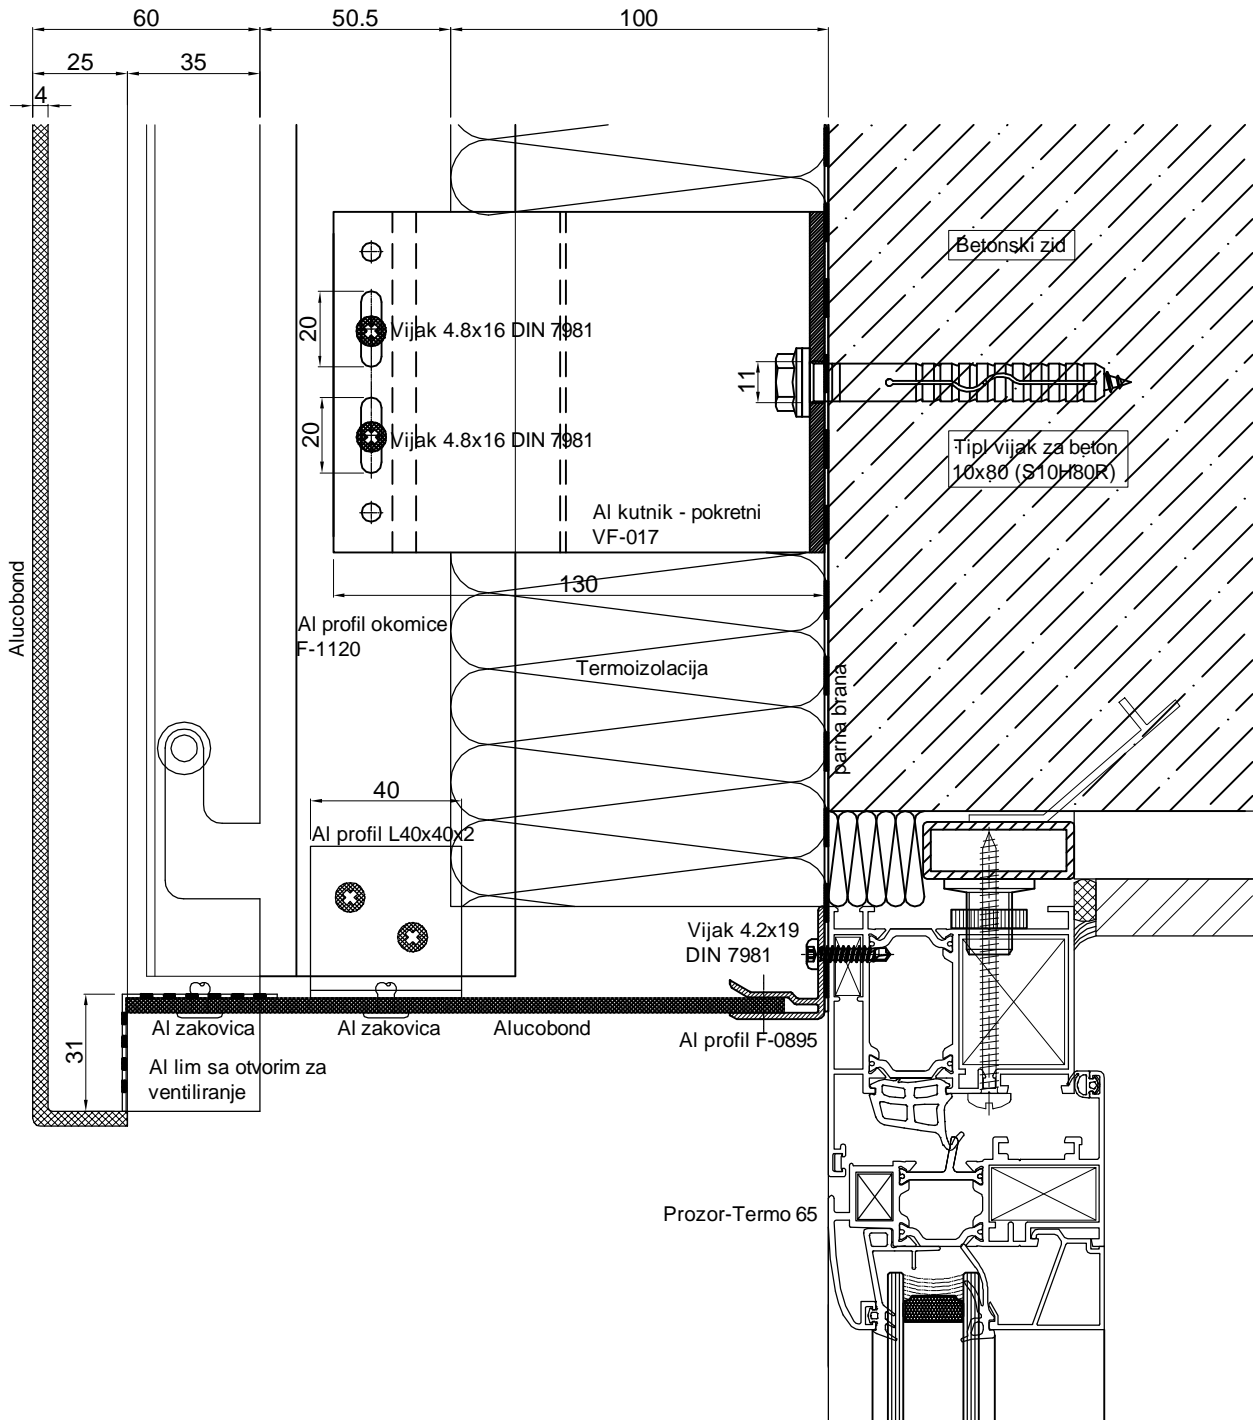 60
50.5
100
25
35
4
Betonski zid
20
Vijak 4.8x16 DIN 7981
11
20
Vijak 4.8x16 DIN 7981
Tipl vijak za beton
10x80 (S10H80R)
Al kutnik - pokretni
VF-017
130
Alucobond
Al profil okomice
F-1120
Termoizolacija
parna brana
40
Al profil L40x40x2
Vijak 4.2x19
DIN 7981
Al zakovica
Al zakovica
Alucobond
Al profil F-0895
31
Al lim sa otvorim za
ventiliranje
Prozor-Termo 65